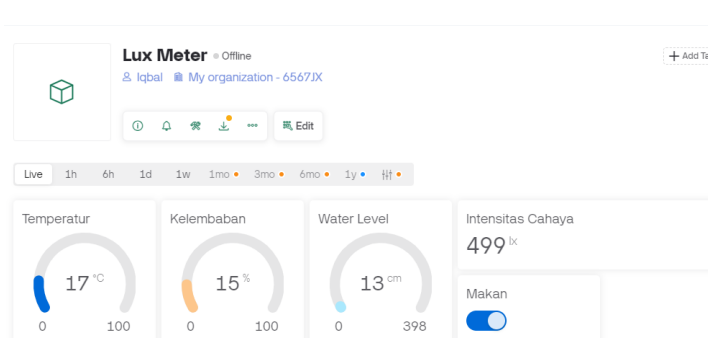 Lux Meter Offline
+ Add Ta
Iqbal My organization - 6567JX
Edit
Live 1h 6h 1d 1w 1mo 3mo 6mo 1y
Temperatur Kelembaban Water Level Intensitas Cahaya
499 lx
17 °C 15 % 13 cm
Makan
0 100 0 100 0 398